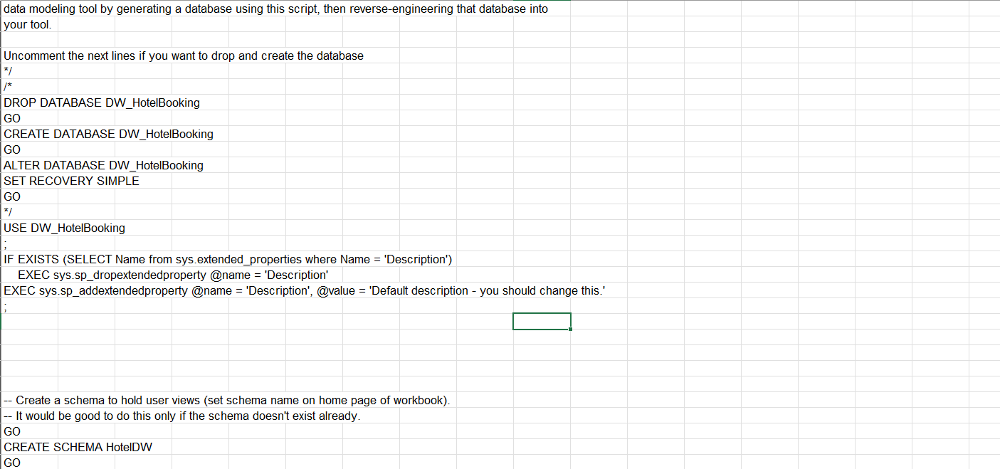 data modeling tool by generating a database using this script, then reverse-engineering that database into
your tool.
Uncomment the next lines if you want to drop and create the database
*/
/*
DROP DATABASE DW_HotelBooking
GO
CREATE DATABASE DW_HotelBooking
GO
ALTER DATABASE DW_HotelBooking
SET RECOVERY SIMPLE
GO
*/
USE DW_HotelBooking
;
IF EXISTS (SELECT Name from sys.extended_properties where Name = 'Description')
    EXEC sys.sp_dropextendedproperty @name = 'Description'
EXEC sys.sp_addextendedproperty @name = 'Description', @value = 'Default description - you should change this.'
;
-- Create a schema to hold user views (set schema name on home page of workbook).
-- It would be good to do this only if the schema doesn't exist already.
GO
CREATE SCHEMA HotelDW
GO